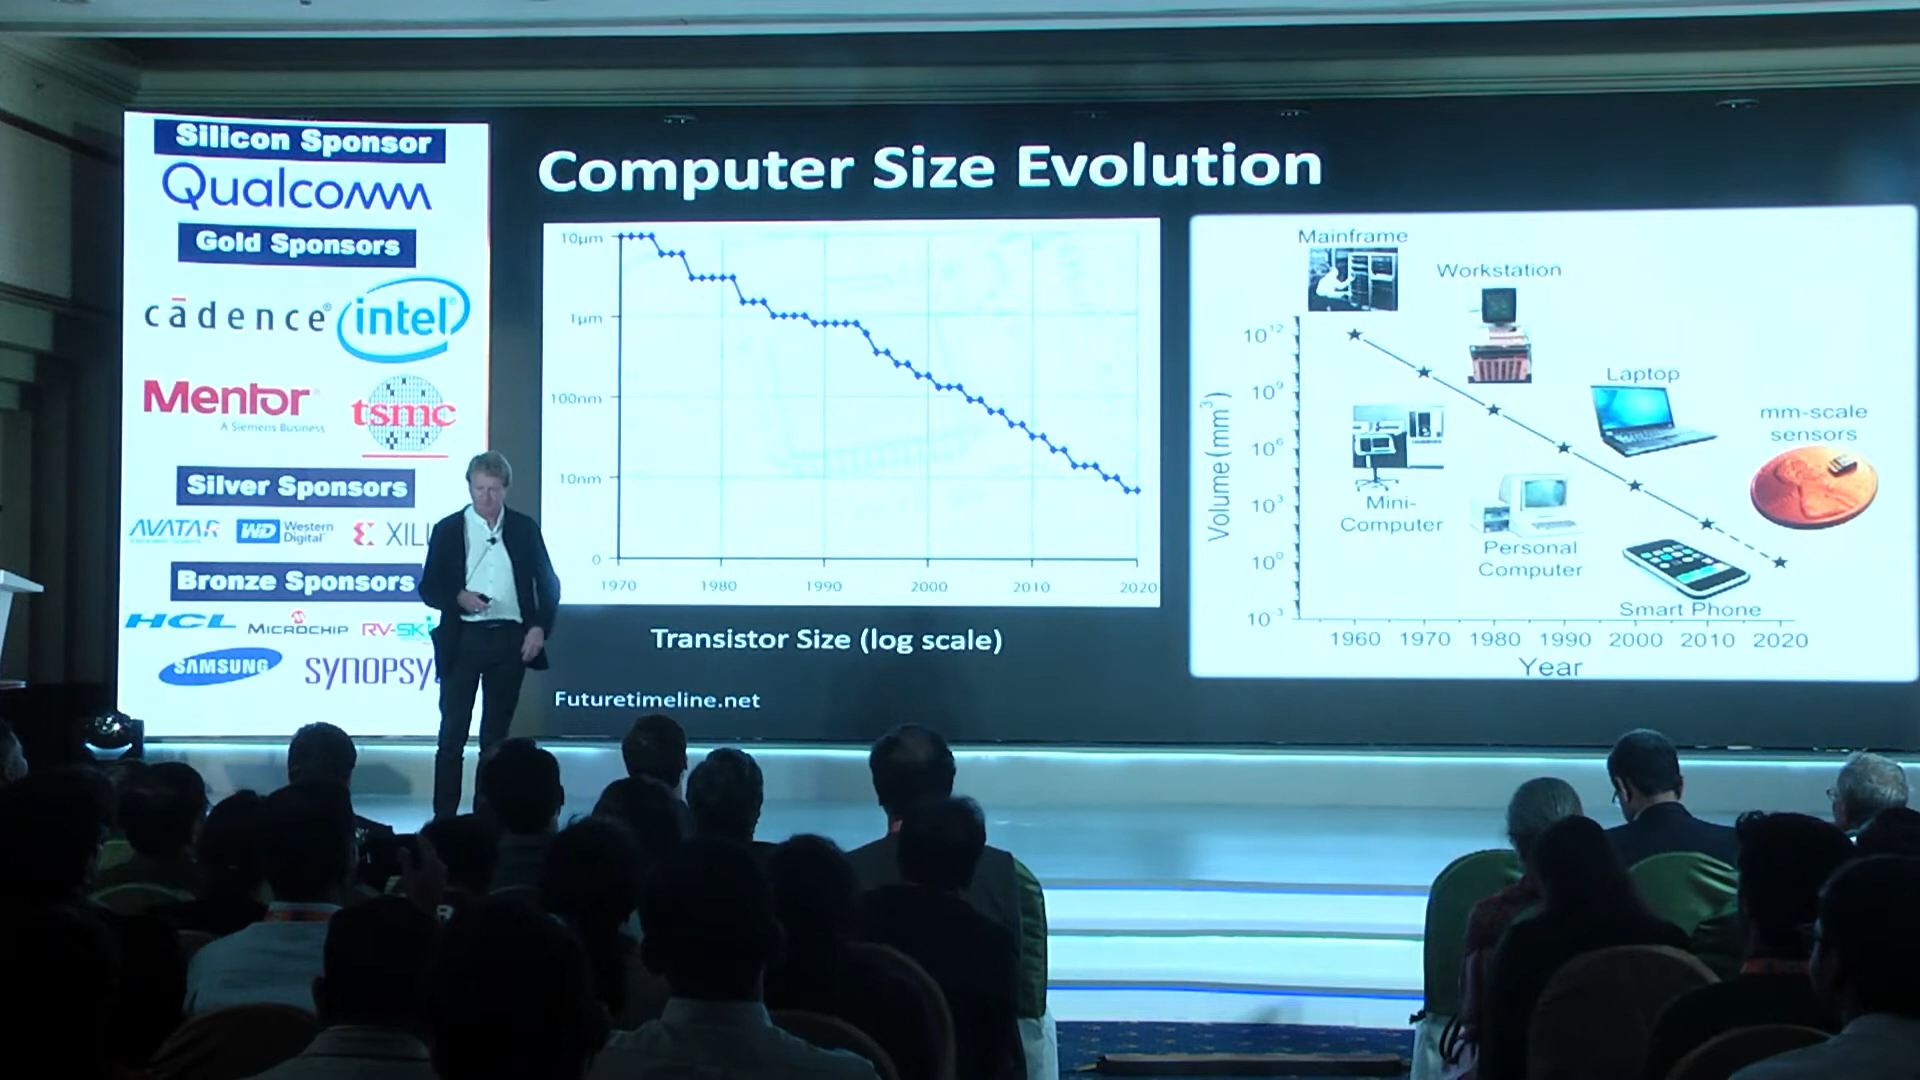 Silicon Sponsor
Qualcomm
Gold Sponsors
cādence®
intel®
Mentor®
A Siemens Business
tsmc
Silver Sponsors
AVATAR
WD Western Digital®
Bronze Sponsors
HCL
MICROCHIP
SAMSUNG
Computer Size Evolution
10µm
1µm
100nm
10nm
0
1970 1980 1990 2000 2010 2020
Transistor Size (log scale)
Futuretimeline.net
Mainframe
Workstation
Laptop
mm-scale
sensors
Mini-
Computer
Personal
Computer
Smart Phone
Volume (mm³)
10¹²
10⁹
10⁶
10³
10⁰
10⁻³
1960 1970 1980 1990 2000 2010 2020
Year